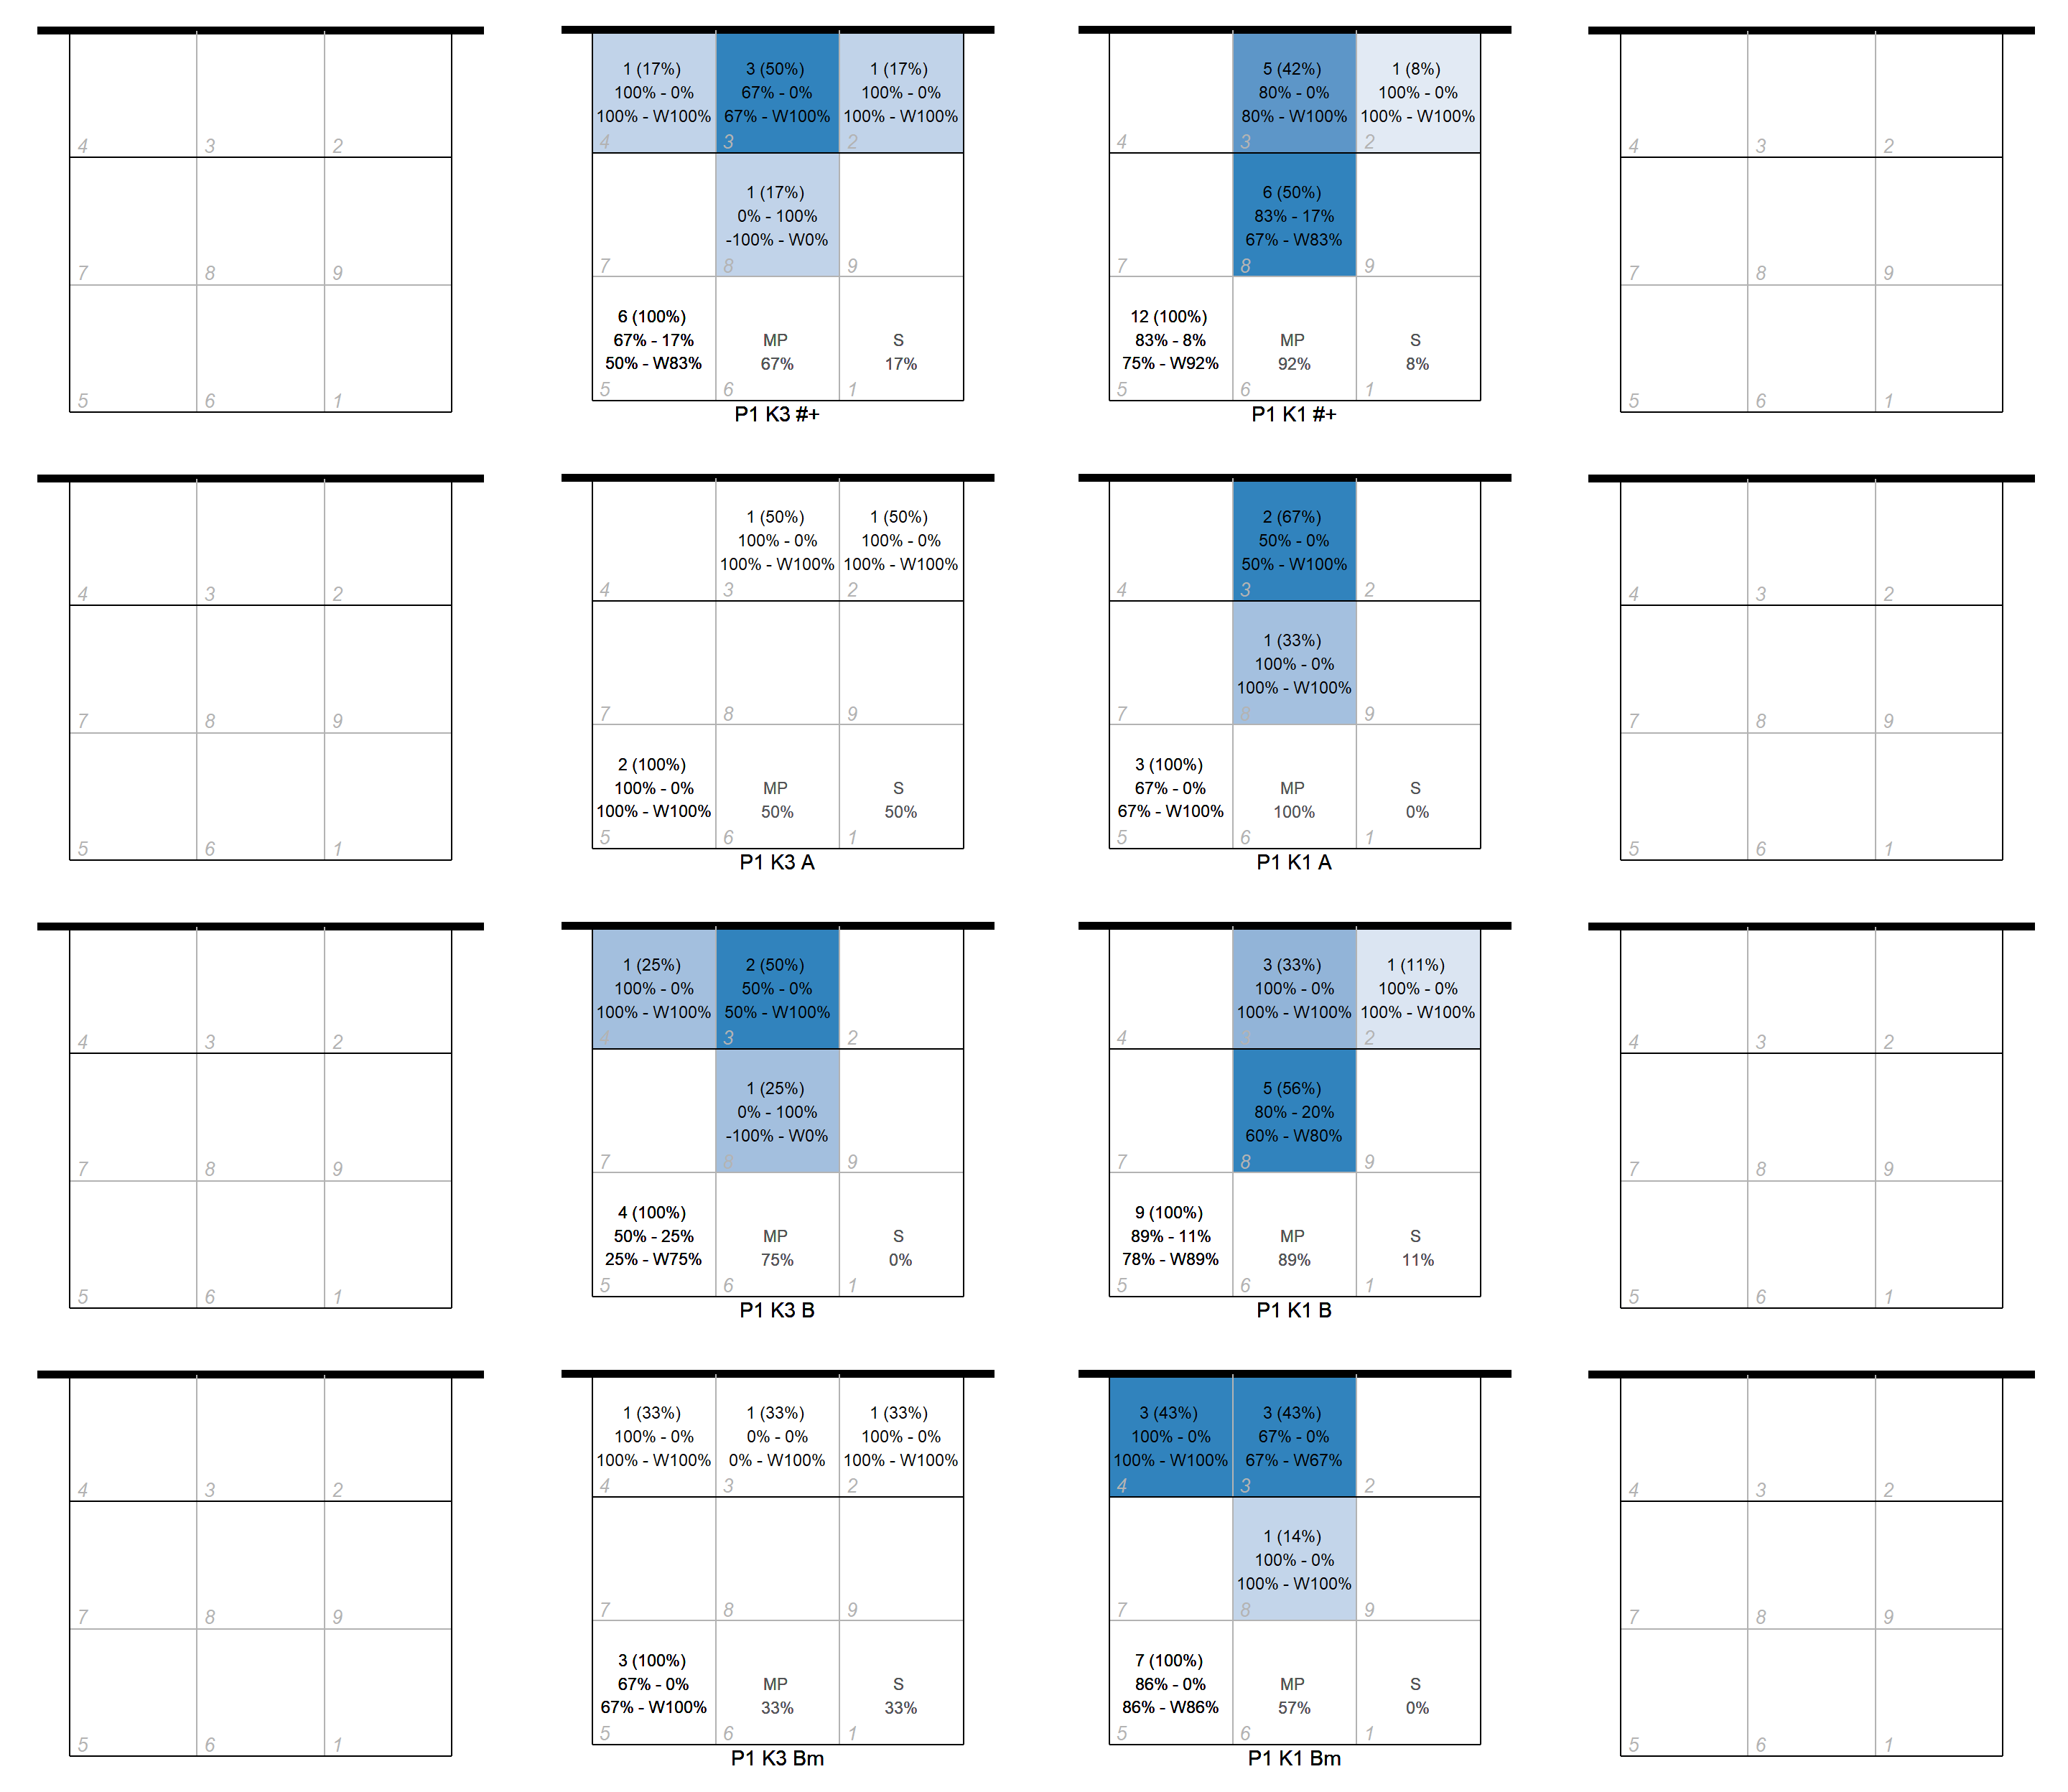 1 (17%)
100% - 0%
100% - W100%
3 (50%)
67% - 0%
67% - W100%
1 (17%)
100% - 0%
100% - W100%
5 (42%)
80% - 0%
80% - W100%
1 (8%)
100% - 0%
100% - W100%
4 3 2
4 3 2
4 3 2
4 3 2
1 (17%)
0% - 100%
-100% - W0%
6 (50%)
83% - 17%
67% - W83%
7 8 9
7 8 9
7 8 9
7 8 9
6 (100%)
67% - 17%
50% - W83%
MP
67%
S
17%
12 (100%)
83% - 8%
75% - W92%
MP
92%
S
8%
5 6 1
5 6 1
5 6 1
5 6 1
P1 K3 #+
P1 K1 #+
1 (50%)
100% - 0%
100% - W100%
1 (50%)
100% - 0%
100% - W100%
2 (67%)
50% - 0%
50% - W100%
4 3 2
4 3 2
4 3 2
4 3 2
1 (33%)
100% - 0%
100% - W100%
7 8 9
7 8 9
7 8 9
7 8 9
2 (100%)
100% - 0%
100% - W100%
MP
50%
S
50%
3 (100%)
67% - 0%
67% - W100%
MP
100%
S
0%
5 6 1
5 6 1
5 6 1
5 6 1
P1 K3 A
P1 K1 A
1 (25%)
100% - 0%
100% - W100%
2 (50%)
50% - 0%
50% - W100%
3 (33%)
100% - 0%
100% - W100%
1 (11%)
100% - 0%
100% - W100%
4 3 2
4 3 2
4 3 2
4 3 2
1 (25%)
0% - 100%
-100% - W0%
5 (56%)
80% - 20%
60% - W80%
7 8 9
7 8 9
7 8 9
7 8 9
4 (100%)
50% - 25%
25% - W75%
MP
75%
S
0%
9 (100%)
89% - 11%
78% - W89%
MP
89%
S
11%
5 6 1
5 6 1
5 6 1
5 6 1
P1 K3 B
P1 K1 B
1 (33%)
100% - 0%
100% - W100%
1 (33%)
0% - 0%
0% - W100%
1 (33%)
100% - 0%
100% - W100%
3 (43%)
100% - 0%
100% - W100%
3 (43%)
67% - 0%
67% - W67%
4 3 2
4 3 2
4 3 2
4 3 2
1 (14%)
100% - 0%
100% - W100%
7 8 9
7 8 9
7 8 9
7 8 9
3 (100%)
67% - 0%
67% - W100%
MP
33%
S
33%
7 (100%)
86% - 0%
86% - W86%
MP
57%
S
0%
5 6 1
5 6 1
5 6 1
5 6 1
P1 K3 Bm
P1 K1 Bm